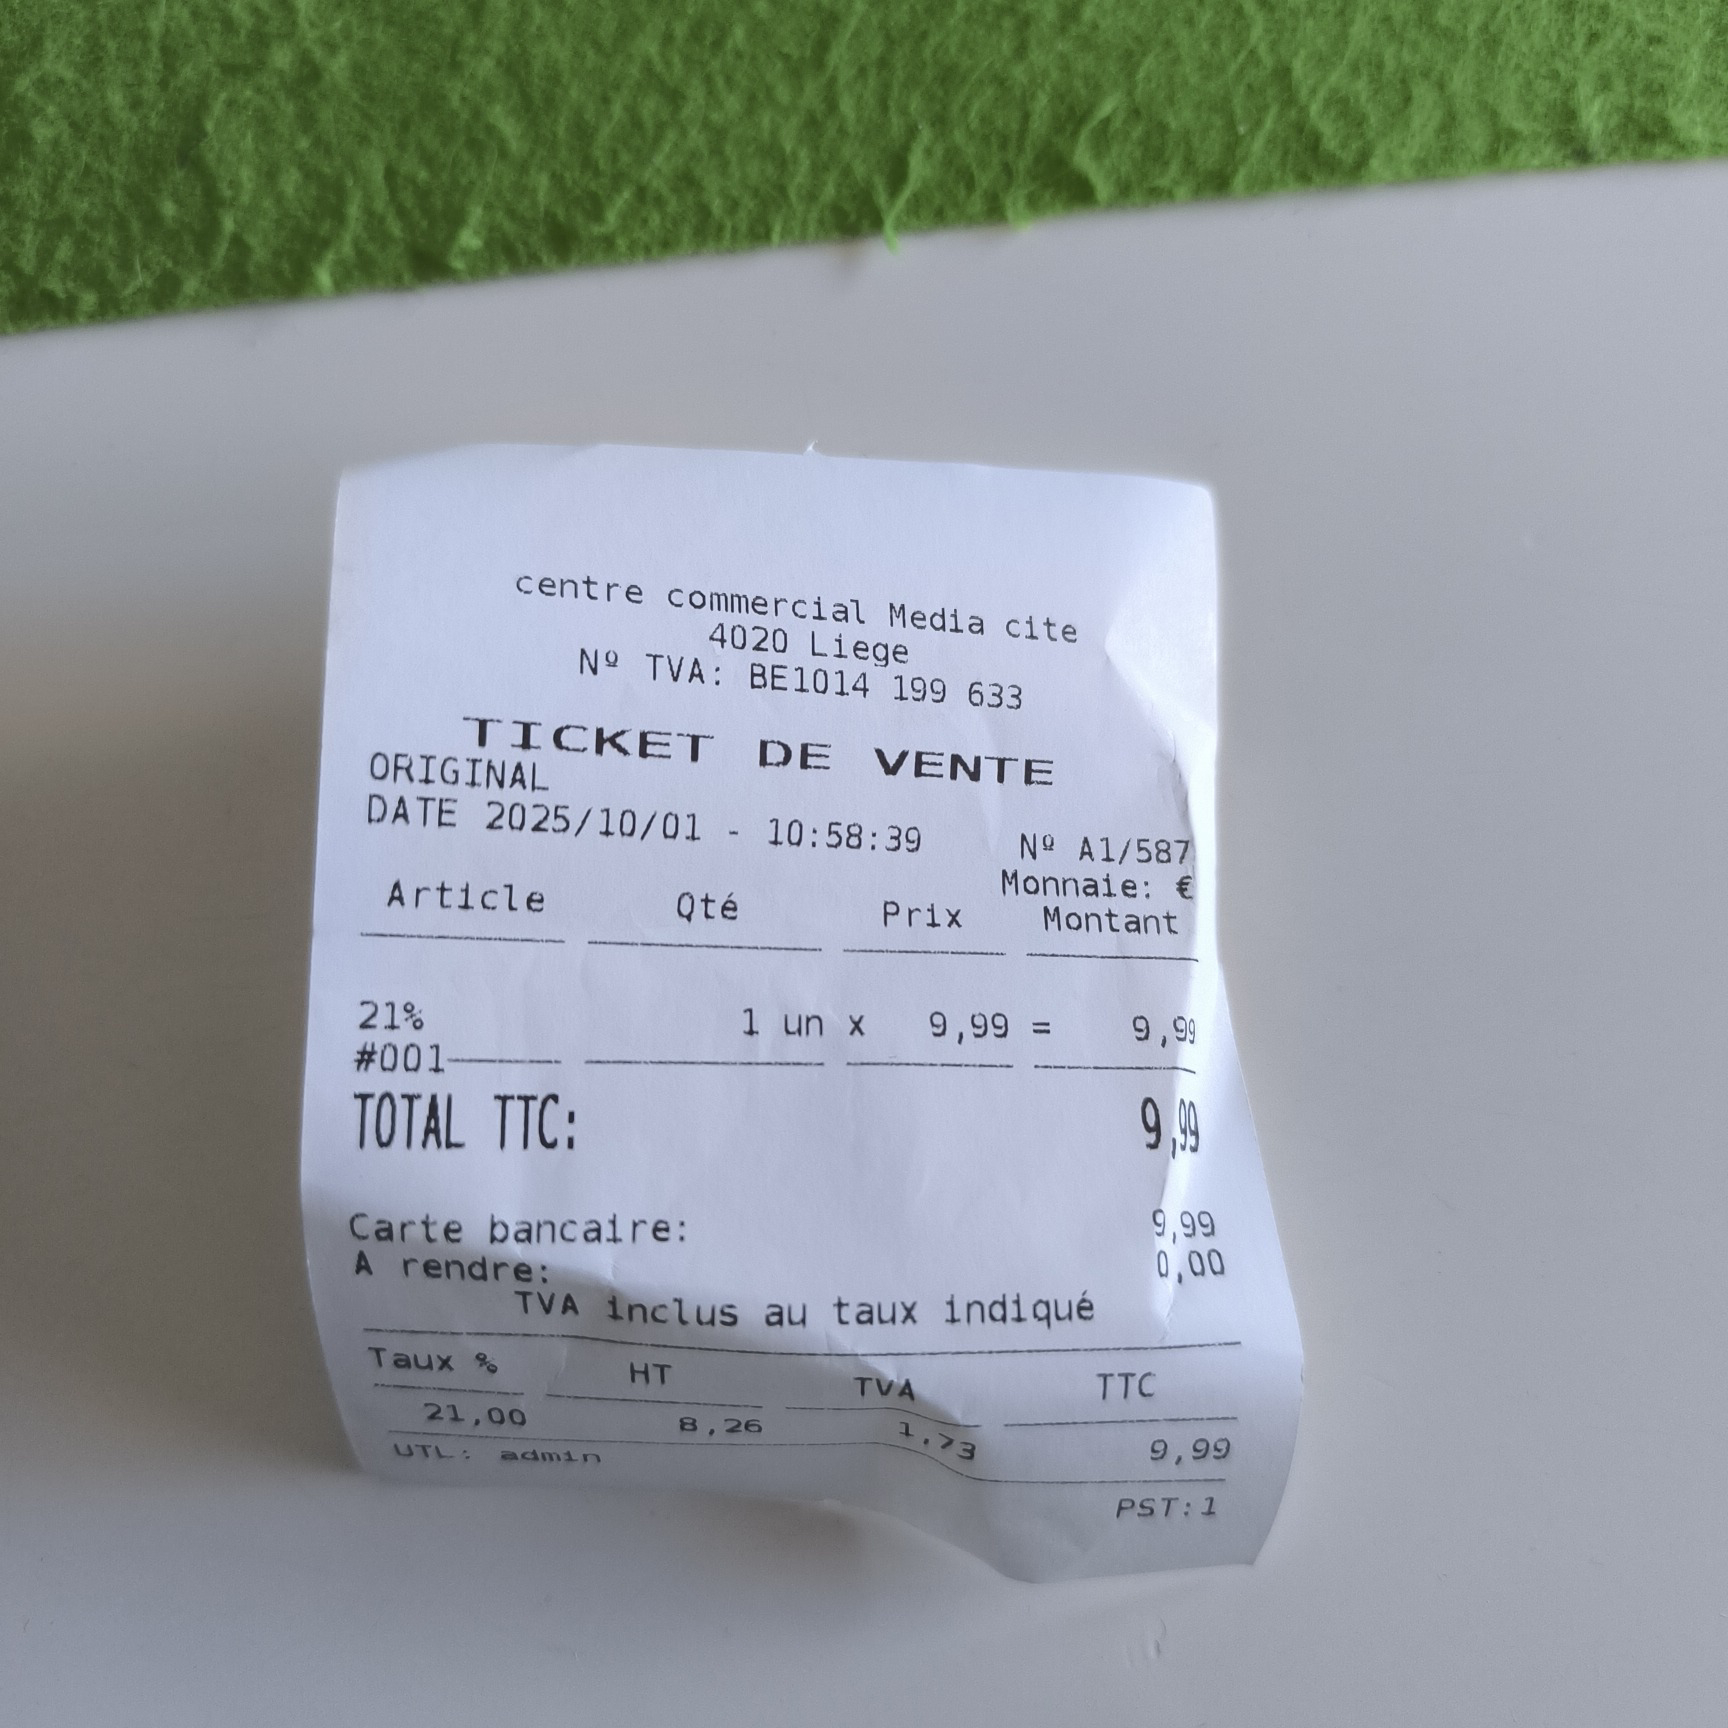 centre commercial Media cite
4020 Liege
Nº TVA: BE1014 199 633
TICKET DE VENTE
ORIGINAL
DATE 2025/10/01 - 10:58:39 Nº A1/587
Monnaie: €
Article Qté Prix Montant
21% 1 un x 9,99 = 9,99
#001
TOTAL TTC: 9,99
Carte bancaire: 9,99
A rendre: 0,00
TVA inclus au taux indiqué
Taux % HT TVA TTC
21,00 8,26 1,73 9,99
UTL: admin PST:1